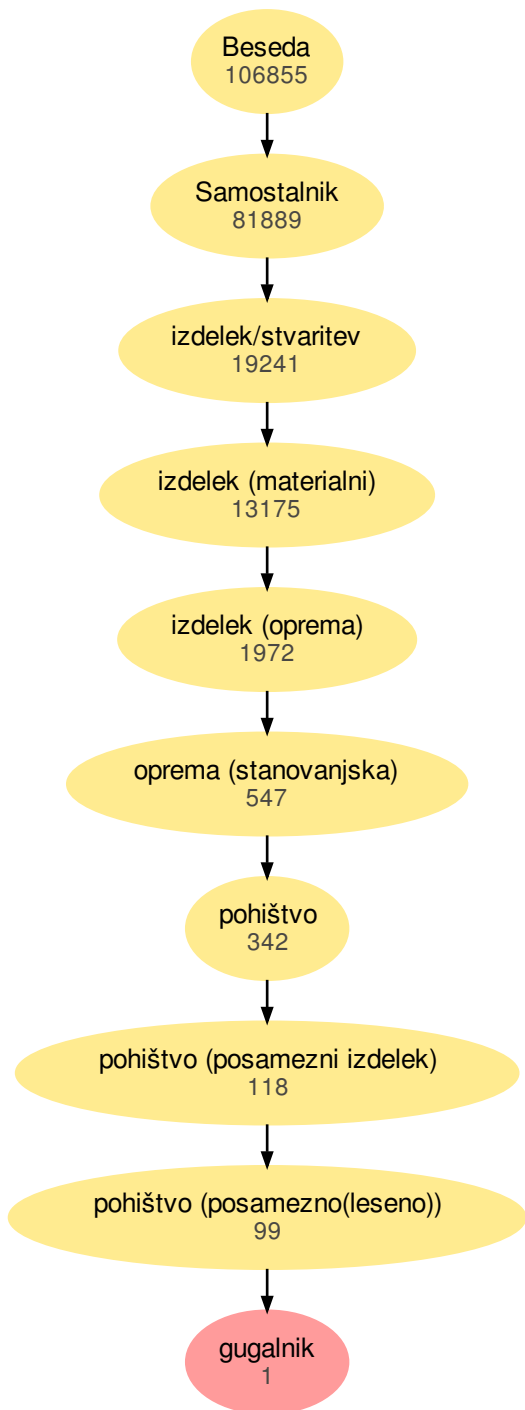 Beseda
106855
Samostalnik
81889
izdelek/stvaritev
19241
izdelek (materialni)
13175
izdelek (oprema)
1972
oprema (stanovanjska)
547
pohištvo
342
pohištvo (posamezni izdelek)
118
pohištvo (posamezno(leseno))
99
gugalnik
1